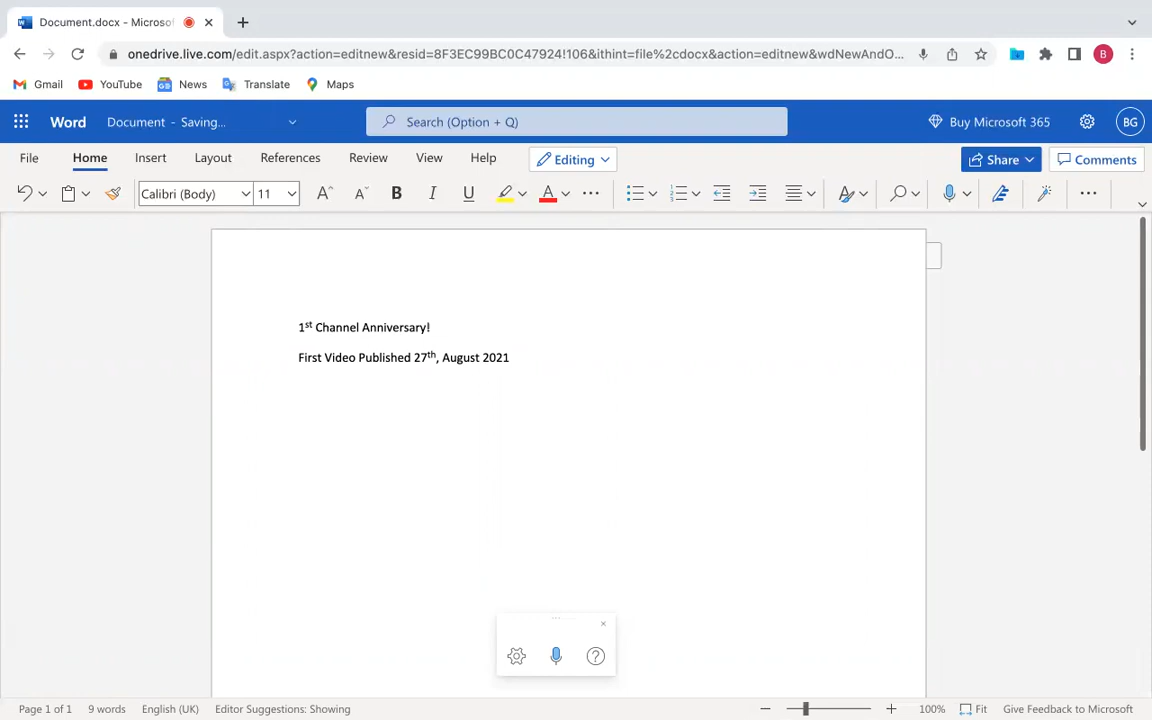 Document.docx - Microsof
onedrive.live.com/edit.aspx?action=editnew&resid=8F3EC99BC0C47924!106&ithint=file%2cdocx&action=editnew&wdNewAndO...
B
Gmail YouTube News Translate Maps
Word Document - Saving... Search (Option + Q) Buy Microsoft 365 BG
File Home Insert Layout References Review View Help Editing Share Comments
Calibri (Body) 11 A A B I U A
1st Channel Anniversary!
First Video Published 27th, August 2021
Page 1 of 1 9 words English (UK) Editor Suggestions: Showing 100% Fit Give Feedback to Microsoft